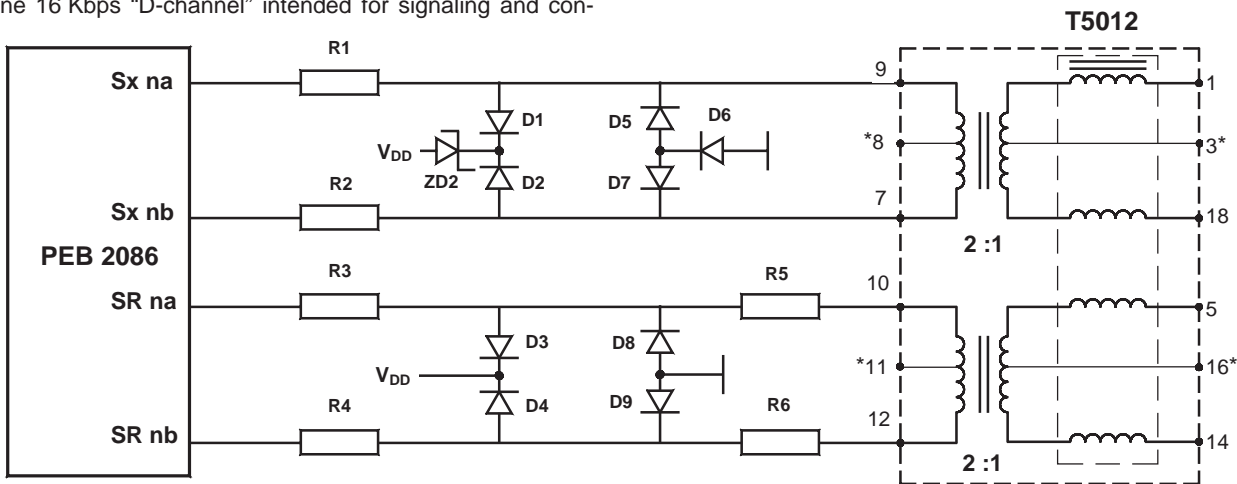 ne 16 Kbps “D-channel” intended for signaling and con-
T5012
R1
Sx na
9
1
D1
D5
D6
VDD
*8
3*
ZD2
D2
D7
R2
7
Sx nb
18
2 :1
PEB 2086
R3
R5
10
SR na
5
D3
D8
VDD
*11
16*
D4
D9
R4
R6
12
SR nb
14
2 :1